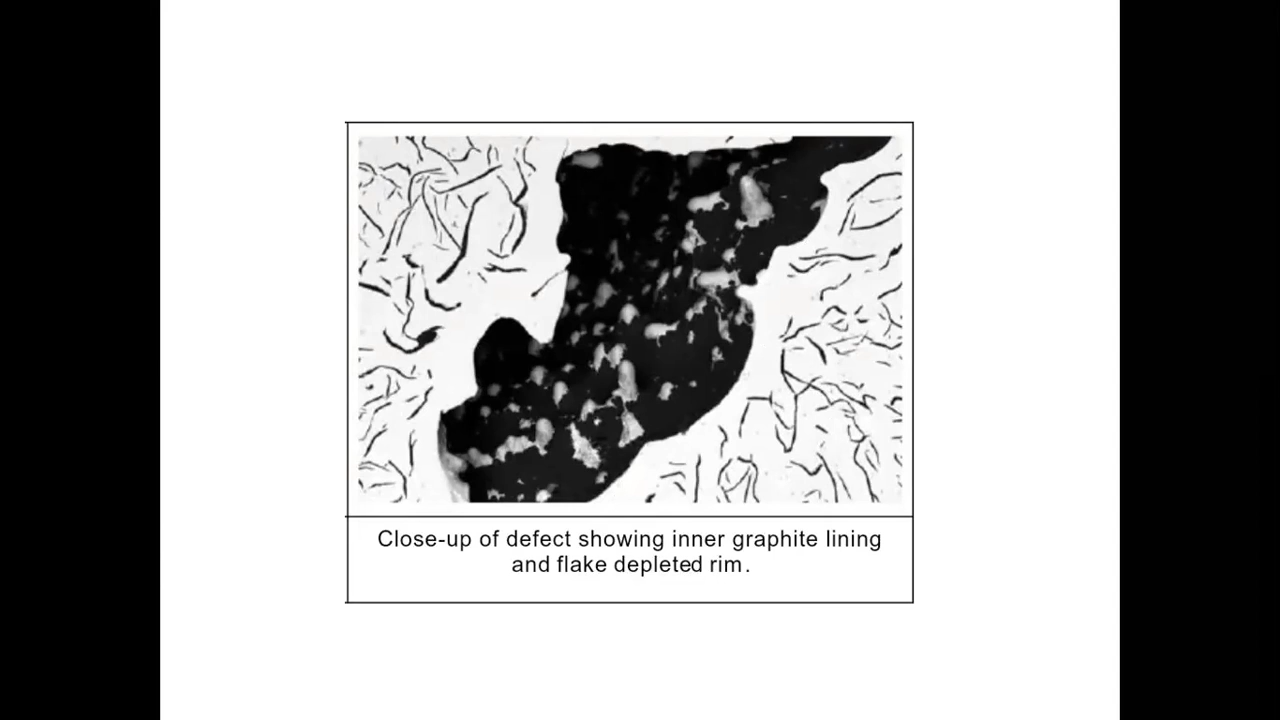 Close-up of defect showing inner graphite lining
and flake depleted rim.